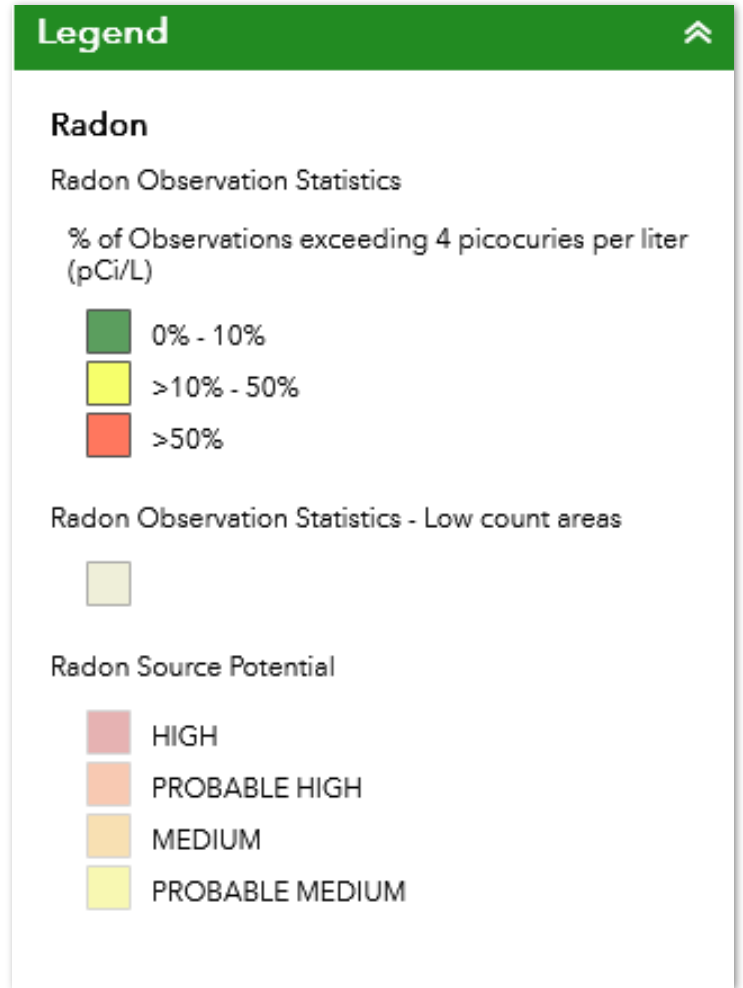 Legend
Radon
Radon Observation Statistics
% of Observations exceeding 4 picocuries per liter
(pCi/L)
0% - 10%
>10% - 50%
>50%
Radon Observation Statistics - Low count areas
Radon Source Potential
HIGH
PROBABLE HIGH
MEDIUM
PROBABLE MEDIUM